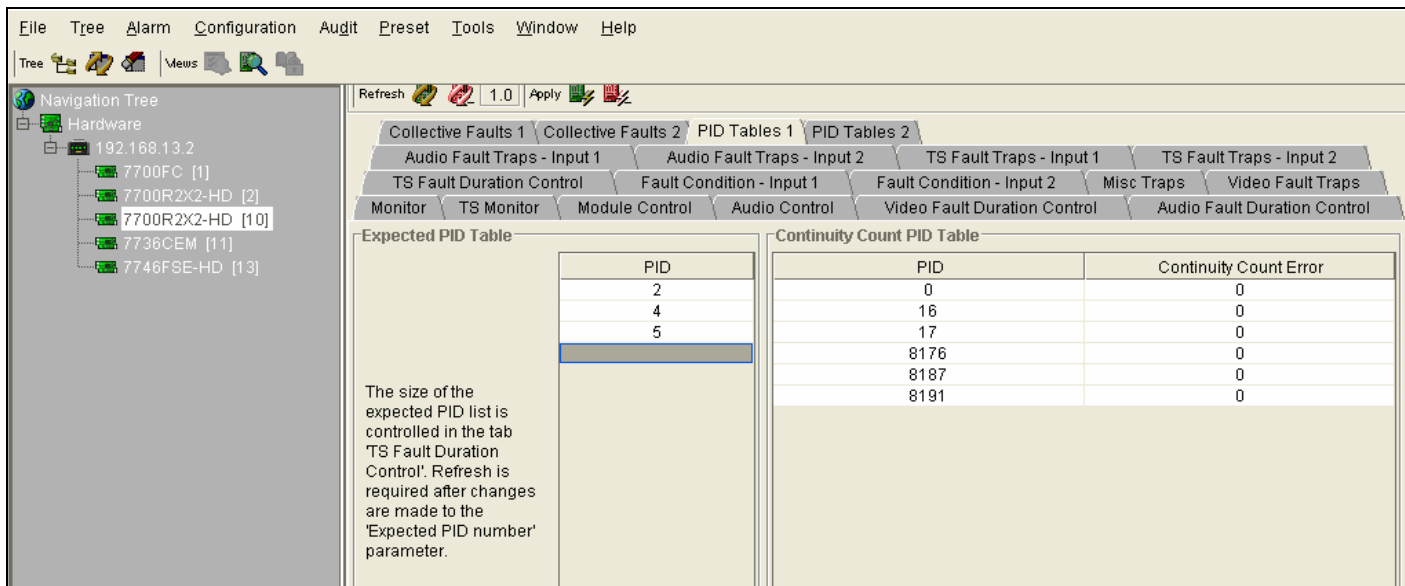 File Tree Alarm Configuration Audit Preset Tools Window Help
Tree Views
Navigation Tree
Hardware
192.168.13.2
7700FC [1]
7700R2X2-HD [2]
7700R2X2-HD [10]
7736CEM [11]
7746FSE-HD [13]
Refresh 1.0 Apply
Collective Faults 1 Collective Faults 2 PID Tables 1 PID Tables 2
Audio Fault Traps - Input 1 Audio Fault Traps - Input 2 TS Fault Traps - Input 1 TS Fault Traps - Input 2
TS Fault Duration Control Fault Condition - Input 1 Fault Condition - Input 2 Misc Traps Video Fault Traps
Monitor TS Monitor Module Control Audio Control Video Fault Duration Control Audio Fault Duration Control
Expected PID Table
PID
2
4
5
The size of the
expected PID list is
controlled in the tab
'TS Fault Duration
Control'. Refresh is
required after changes
are made to the
'Expected PID number'
parameter.
Continuity Count PID Table
PID Continuity Count Error
0 0
16 0
17 0
8176 0
8187 0
8191 0